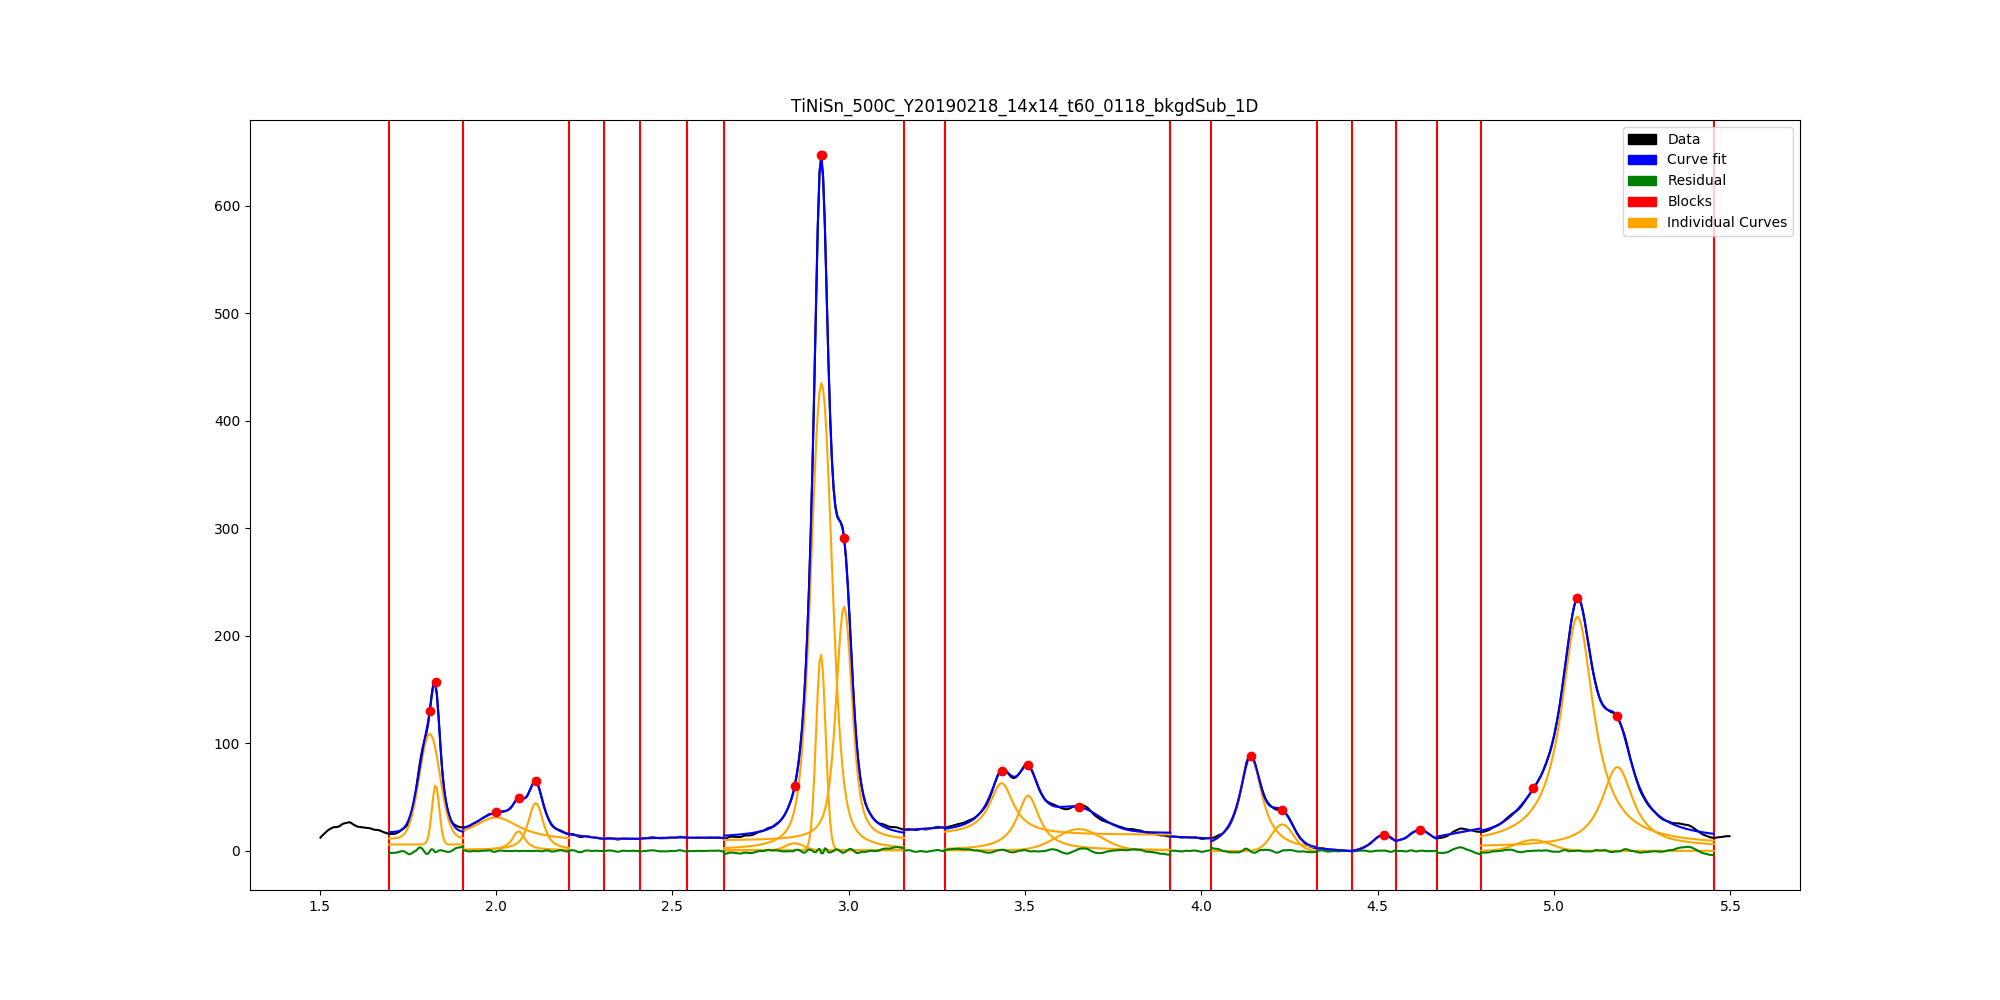 TiNiSn_500C_Y20190218_14x14_t60_0118_bkgdSub_1D
Data
Curve fit
Residual
Blocks
Individual Curves
600
500
400
300
200
100
0
1.5 2.0 2.5 3.0 3.5 4.0 4.5 5.0 5.5